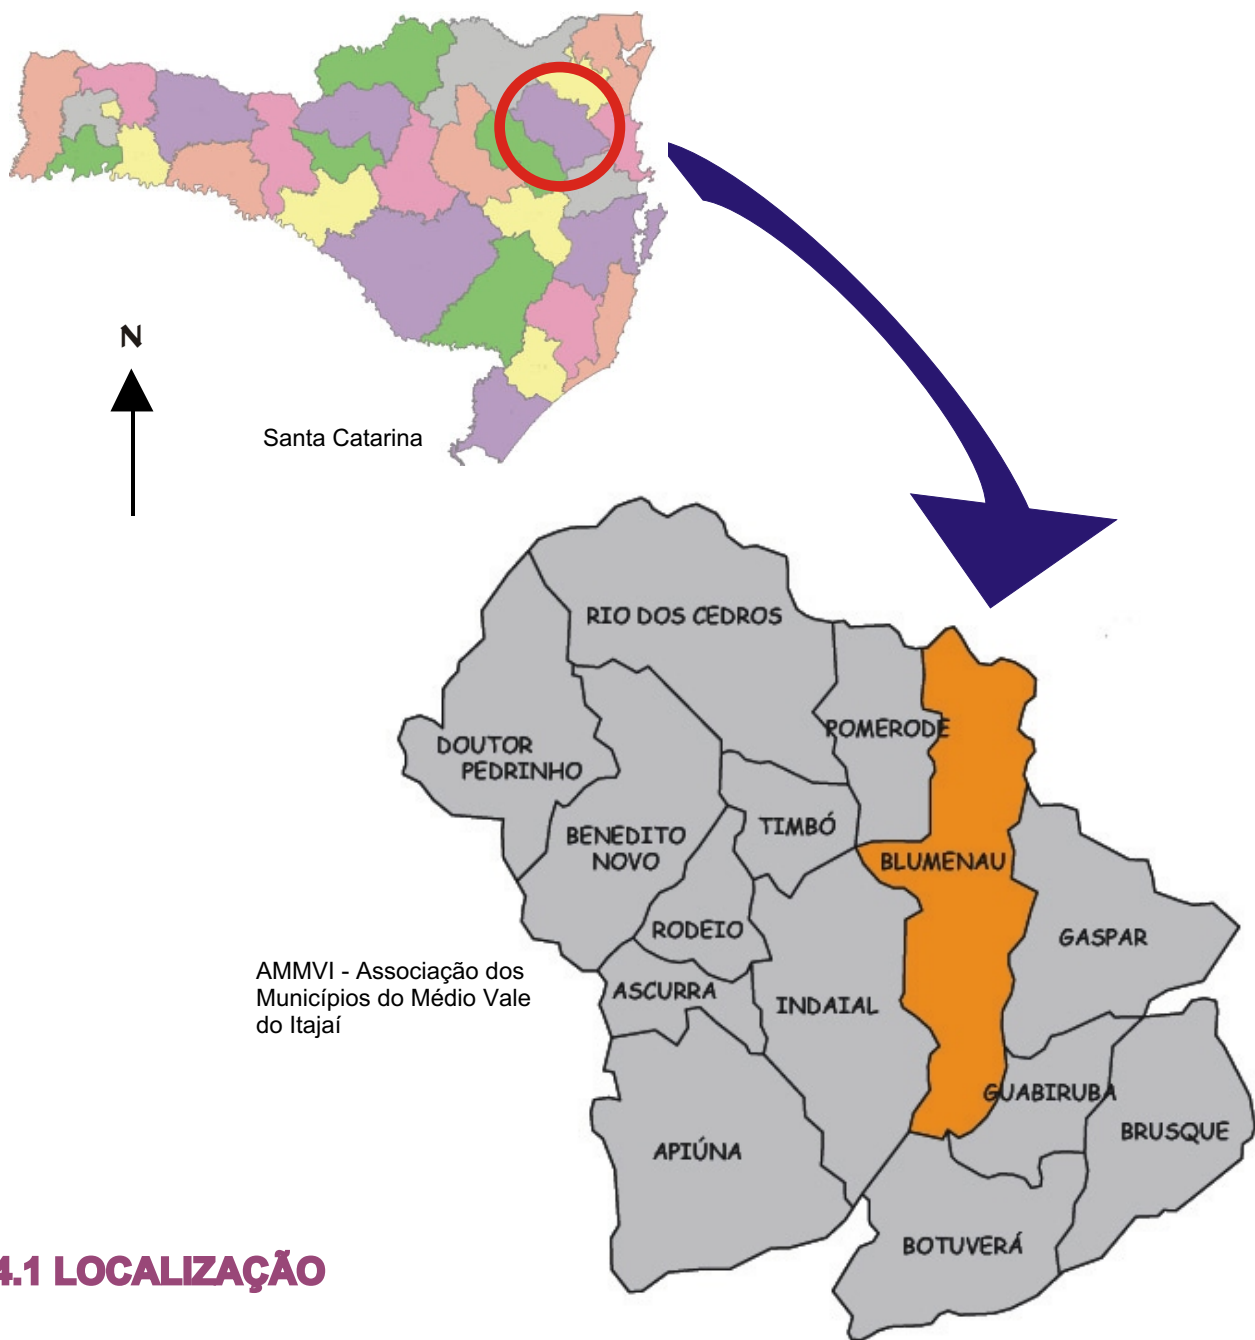 N
Santa Catarina
RIO DOS CEDROS
POMERODE
DOUTOR
PEDRINHO
TIMBÓ
BENEDITO
NOVO
BLUMENAU
RODEIO
GASPAR
AMMVI - Associação dos
Municípios do Médio Vale
do Itajaí
ASCURRA
INDAIAL
GUABIRUBA
BRUSQUE
APIÚNA
BOTUVERÁ
4.1 LOCALIZAÇÃO